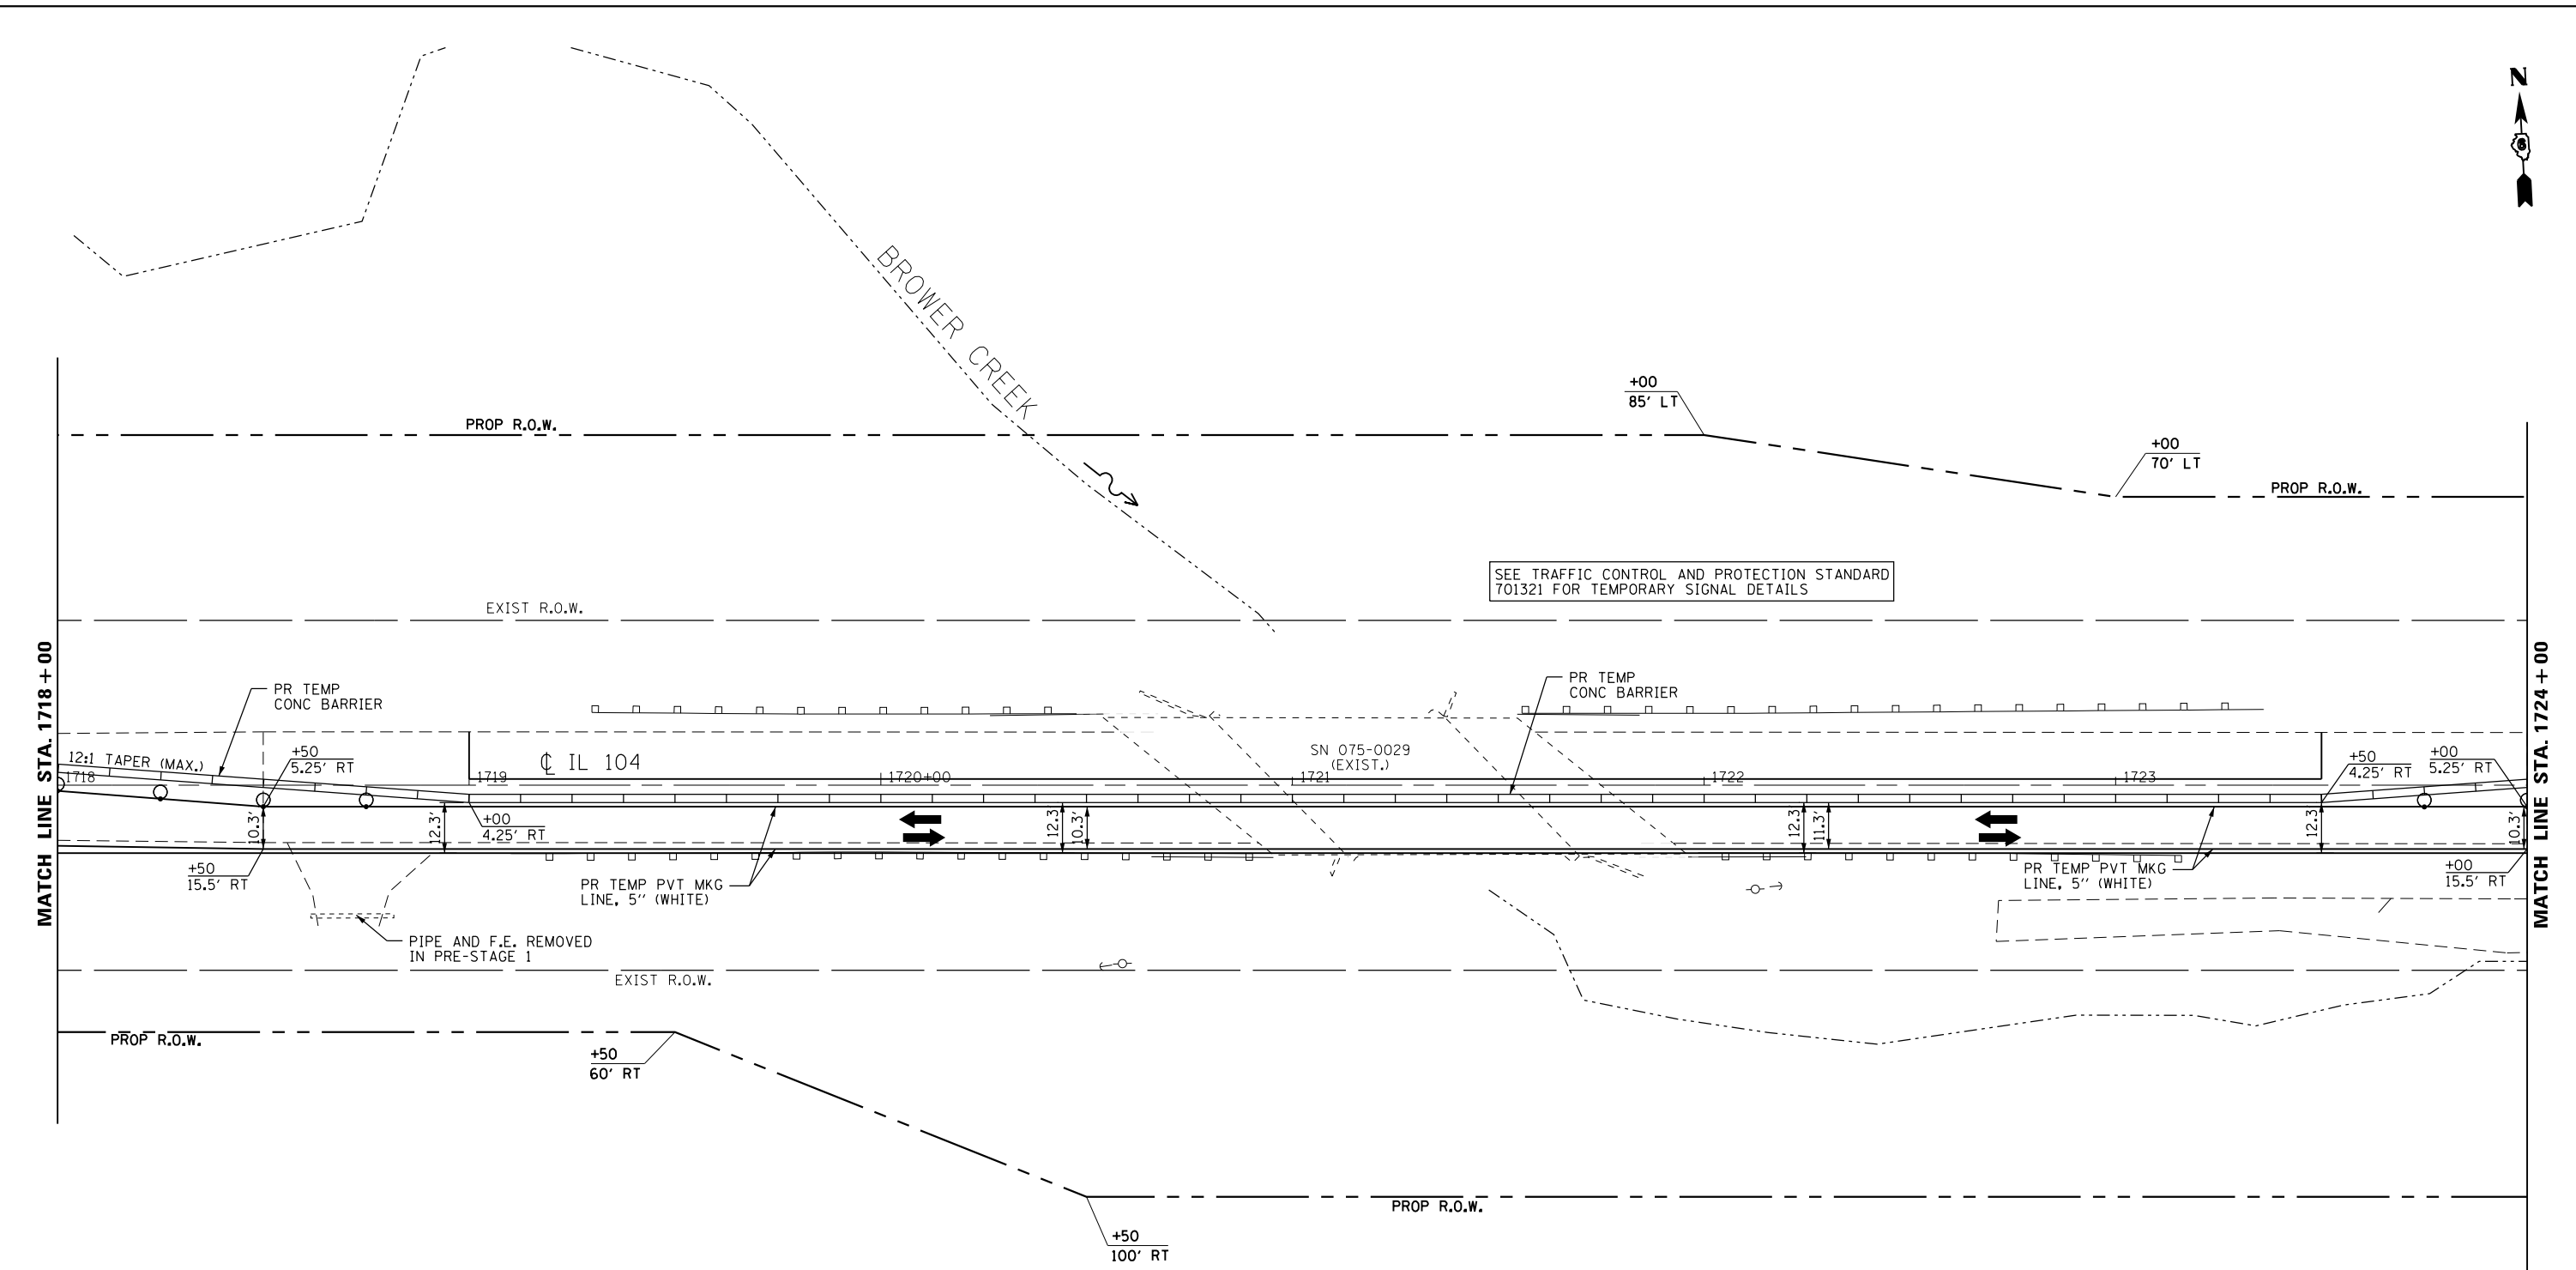 N
6
BROWER CREEK
+00
85' LT
PROP R.O.W.
+00
70' LT
PROP R.O.W.
SEE TRAFFIC CONTROL AND PROTECTION STANDARD
701321 FOR TEMPORARY SIGNAL DETAILS
EXIST R.O.W.
MATCH LINE STA. 1718+00
MATCH LINE STA. 1724+00
PR TEMP
CONC BARRIER
PR TEMP
CONC BARRIER
12:1 TAPER (MAX.)
+50
5.25' RT
℄ IL 104
SN 075-0029
(EXIST.)
+50
4.25' RT
+00
5.25' RT
1718
1719
1720+00
1721
1722
1723
10.3'
12.3'
+00
4.25' RT
12.3'
10.3'
12.3'
11.3'
12.3'
10.3'
+50
15.5' RT
PR TEMP PVT MKG
LINE, 5'' (WHITE)
PR TEMP PVT MKG
LINE, 5'' (WHITE)
+00
15.5' RT
PIPE AND F.E. REMOVED
IN PRE-STAGE 1
EXIST R.O.W.
PROP R.O.W.
+50
60' RT
PROP R.O.W.
+50
100' RT